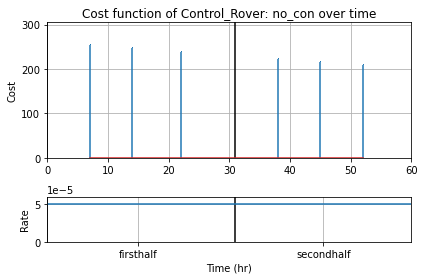 Cost function of Control_Rover: no_con over time
300
200
100
0
Cost
0 10 20 30 40 50 60
1e−5
5
0
Rate
firsthalf secondhalf
Time (hr)